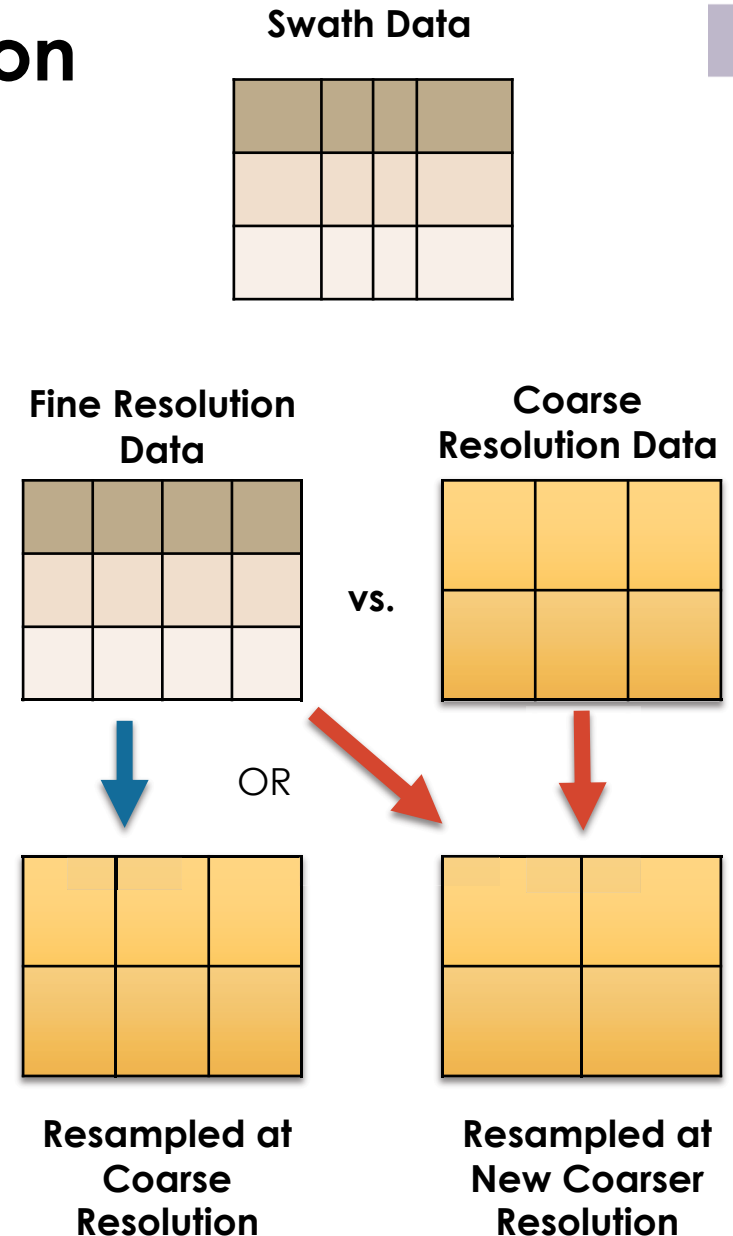 on
Swath Data
Fine Resolution
Data
Coarse
Resolution Data
vs.
OR
Resampled at
Coarse
Resolution
Resampled at
New Coarser
Resolution